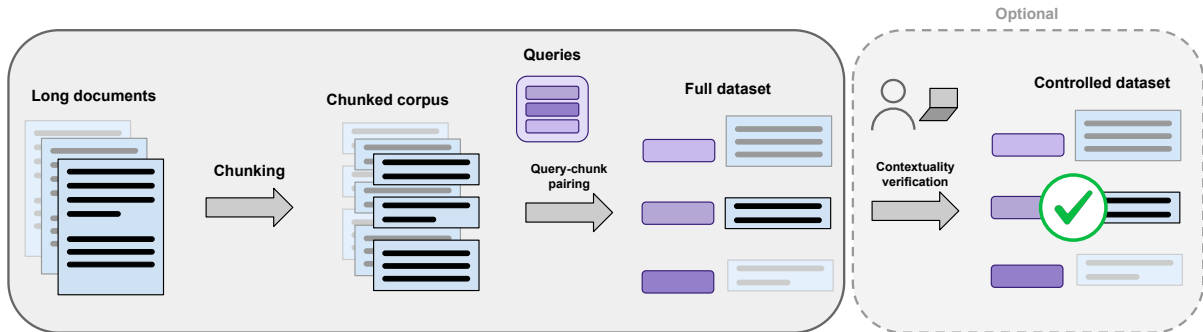 Optional
Long documents
Chunking
Chunked corpus
Queries
Query-chunk
pairing
Full dataset
Contextuality
verification
Controlled dataset